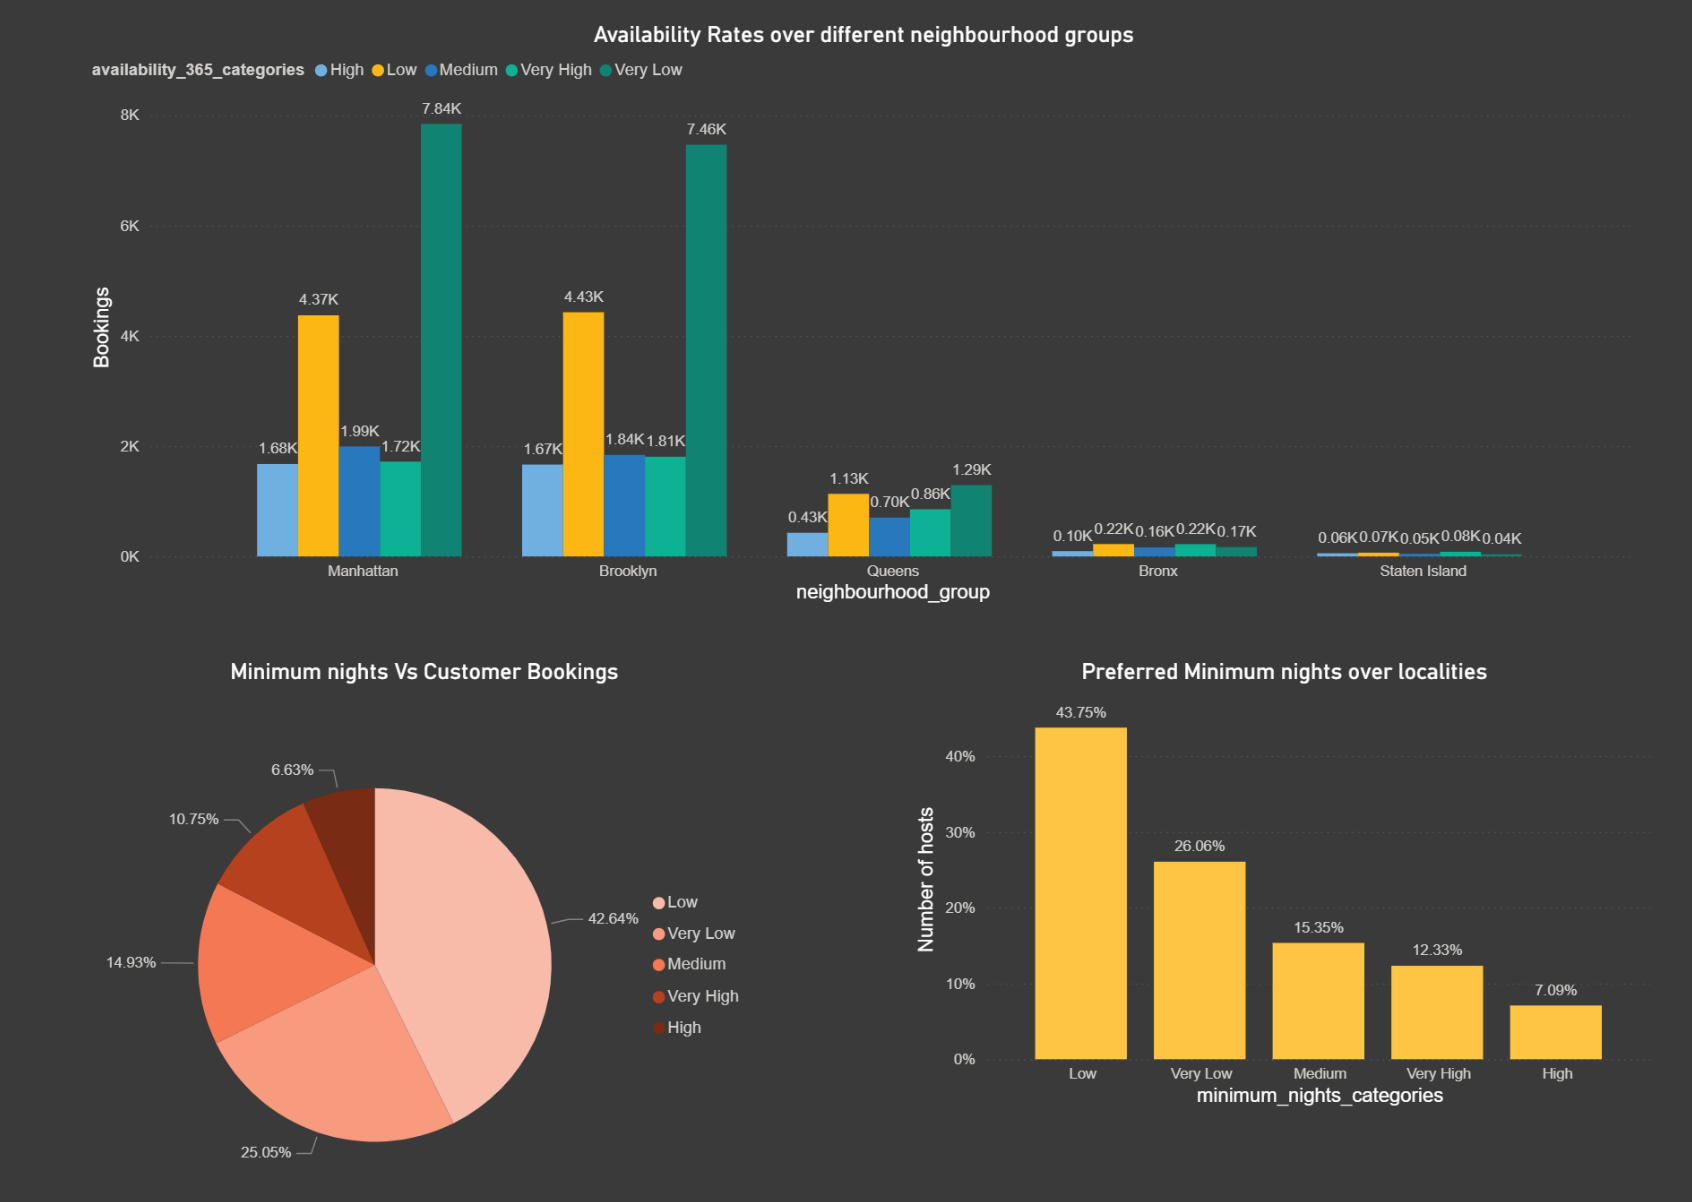 Availability Rates over different neighbourhood groups
availability_365_categories High Low Medium Very High Very Low
8K
6K
4K
2K
0K
Bookings
7.84K
7.46K
4.37K
4.43K
1.68K
1.99K
1.72K
1.67K
1.84K
1.81K
0.43K
1.13K
0.70K
0.86K
1.29K
0.10K
0.22K
0.16K
0.22K
0.17K
0.06K
0.07K
0.05K
0.08K
0.04K
Manhattan
Brooklyn
Queens
Bronx
Staten Island
neighbourhood_group
Minimum nights Vs Customer Bookings
6.63%
10.75%
14.93%
25.05%
42.64%
Low
Very Low
Medium
Very High
High
Preferred Minimum nights over localities
Number of hosts
40%
30%
20%
10%
0%
43.75%
26.06%
15.35%
12.33%
7.09%
Low
Very Low
Medium
Very High
High
minimum_nights_categories